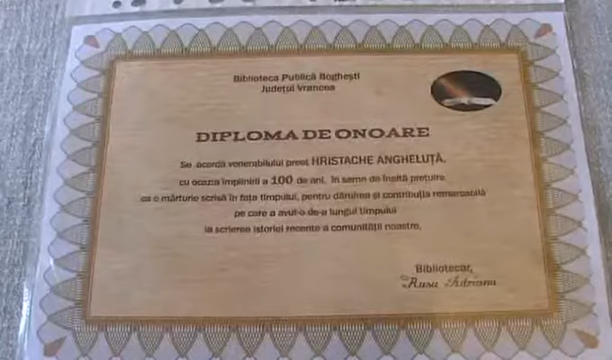 Biblioteca Publică Boghești
Județul Vrancea
DIPLOMA DE ONOARE
Se acordă venerabilului preot HRISTACHE ANGHELUȚĂ,
cu ocazia împlinirii a 100 de ani, în semn de înaltă prețuire,
ca o mărturie scrisă în fața timpului, pentru dăruirea și contribuția remarcabilă
pe care a avut-o de-a lungul timpului
la scrierea istoriei recente a comunității noastre.
Bibliotecar,
Rusu Adriana